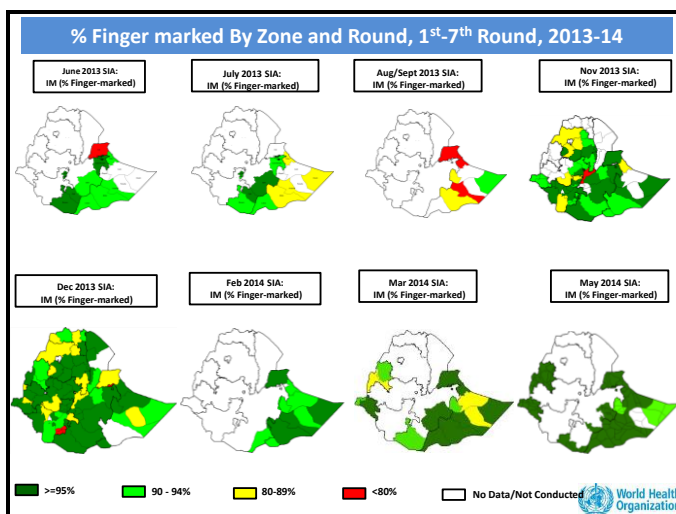 % Finger marked By Zone and Round, 1st-7th Round, 2013-14
June 2013 SIA:
IM (% Finger-marked)
July 2013 SIA:
IM (% Finger-marked)
Aug/Sept 2013 SIA:
IM (% Finger-marked)
Nov 2013 SIA:
IM (% Finger-marked)
Dec 2013 SIA:
IM (% Finger-marked)
Feb 2014 SIA:
IM (% Finger-marked)
Mar 2014 SIA:
IM (% Finger-marked)
May 2014 SIA:
IM (% Finger-marked)
>=95%
90 - 94%
80-89%
<80%
No Data/Not Conducted
World Health
Organization